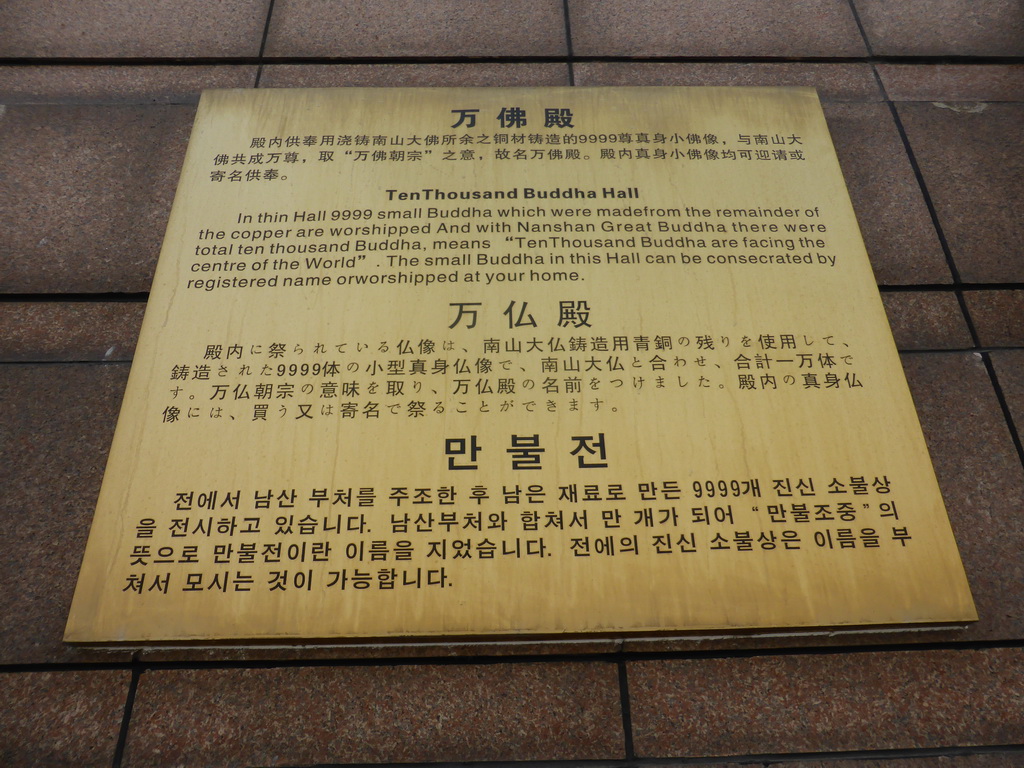 万佛殿
殿内供奉用浇铸南山大佛所余之铜材铸造的9999尊真身小佛像，与南山大
佛共成万尊，取“万佛朝宗”之意，故名万佛殿。殿内真身小佛像均可迎请或
寄名供奉。
TenThousand Buddha Hall
In thin Hall 9999 small Buddha which were madefrom the remainder of
the copper are worshipped And with Nanshan Great Buddha there were
total ten thousand Buddha, means “TenThousand Buddha are facing the
centre of the World”. The small Buddha in this Hall can be consecrated by
registered name orworshipped at your home.
万仏殿
殿内に祭られている仏像は、南山大仏鋳造用青銅の残りを使用して、
鋳造された9999体の小型真身仏像で、南山大仏と合わせ、合計一万体で
す。万仏朝宗の意味を取り、万仏殿の名前をつけました。殿内の真身仏
像には、買う又は寄名で祭ることができます。
만불전
전에서 남산 부처를 주조한 후 남은 재료로 만든 9999개 진신 소불상
을 전시하고 있습니다. 남산부처와 합쳐서 만 개가 되어 “만불조중”의
뜻으로 만불전이란 이름을 지었습니다. 전에의 진신 소불상은 이름을 부
쳐서 모시는 것이 가능합니다.